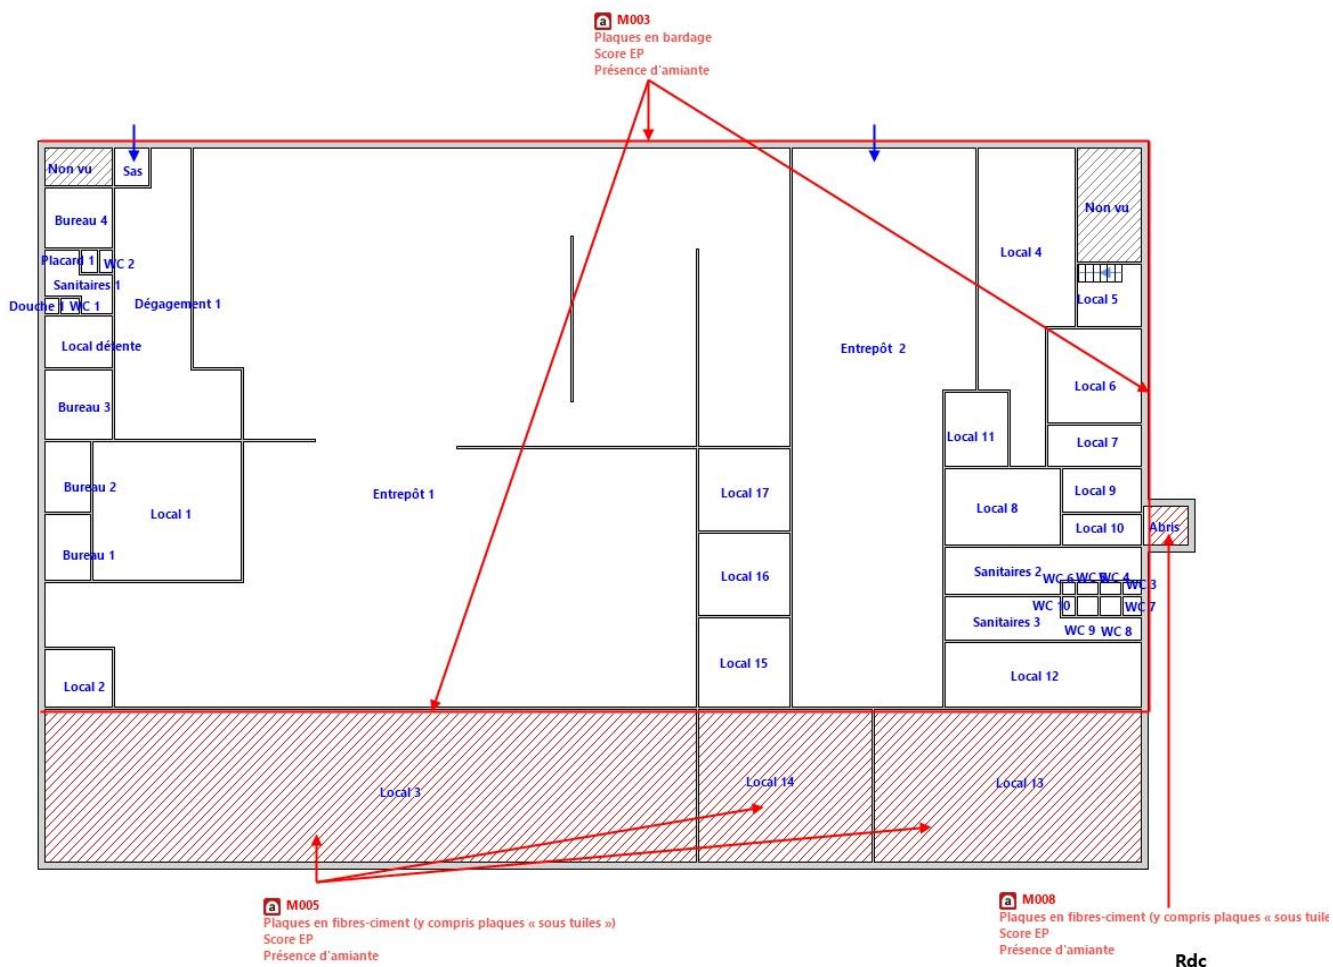 a M003
Plaques en bardage
Score EP
Présence d'amiante
Non vu
Sas
Non vu
Bureau 4
Local 4
Placard 1
WC 2
Sanitaires 1
Douche 1
WC 1
Dégagement 1
Local 5
Local détente
Entrepôt 2
Local 6
Bureau 3
Local 11
Local 7
Bureau 2
Entrepôt 1
Local 17
Local 9
Local 1
Local 8
Bureau 1
Local 10
Abris
Local 16
Sanitaires 2
WC 6
WC 4
WC 3
WC 10
WC 7
Sanitaires 3
WC 9
WC 8
Local 15
Local 12
Local 2
Local 3
Local 14
Local 13
a M005
Plaques en fibres-ciment (y compris plaques « sous tuiles »)
Score EP
Présence d'amiante
a M008
Plaques en fibres-ciment (y compris plaques « sous tuile
Score EP
Présence d'amiante
Rdc